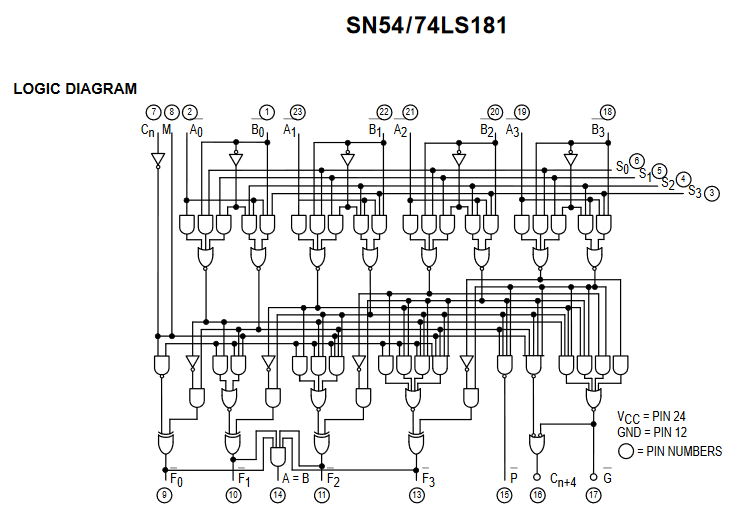 SN54/74LS181
LOGIC DIAGRAM
7 8 2 1 23 22 21 20 19 18
Cn M A0 B0 A1 B1 A2 B2 A3 B3
S0 6
S1 5
S2 4
S3 3
VCC = PIN 24
GND = PIN 12
= PIN NUMBERS
F0 F1 A = B F2 F3 P Cn+4 G
9 10 14 11 13 15 16 17